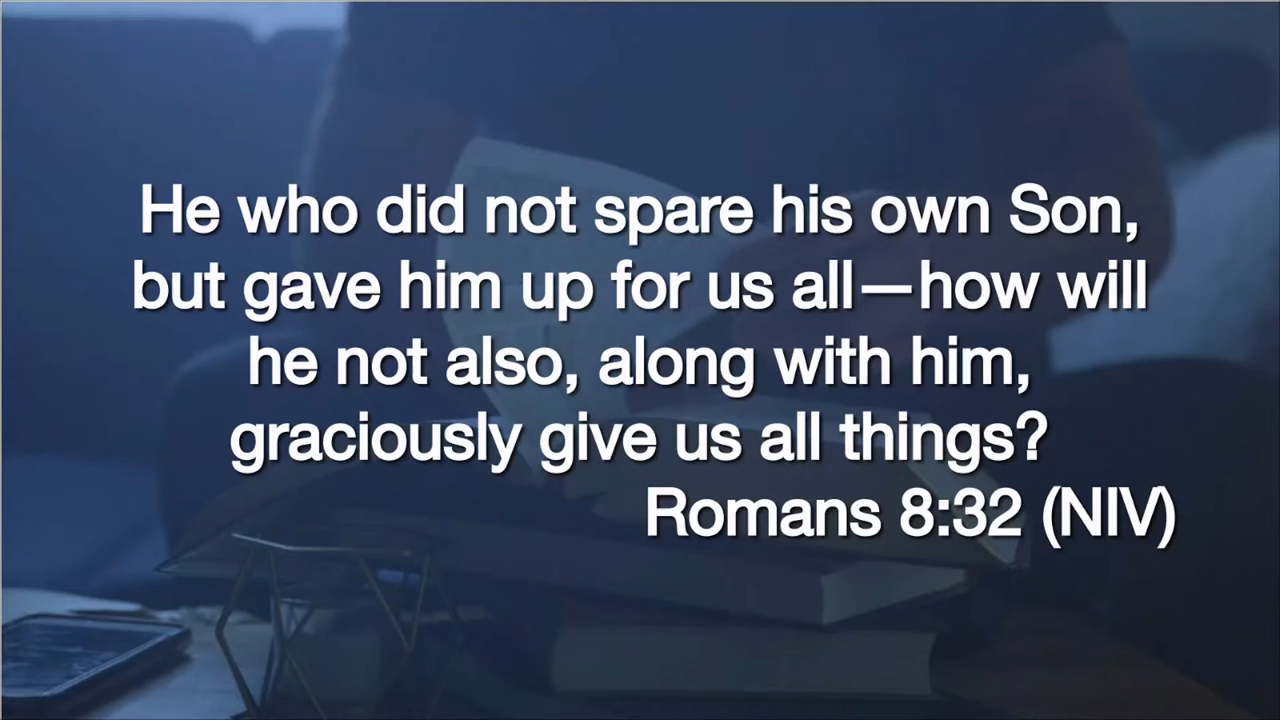 He who did not spare his own Son,
but gave him up for us all—how will
he not also, along with him,
graciously give us all things?
Romans 8:32 (NIV)